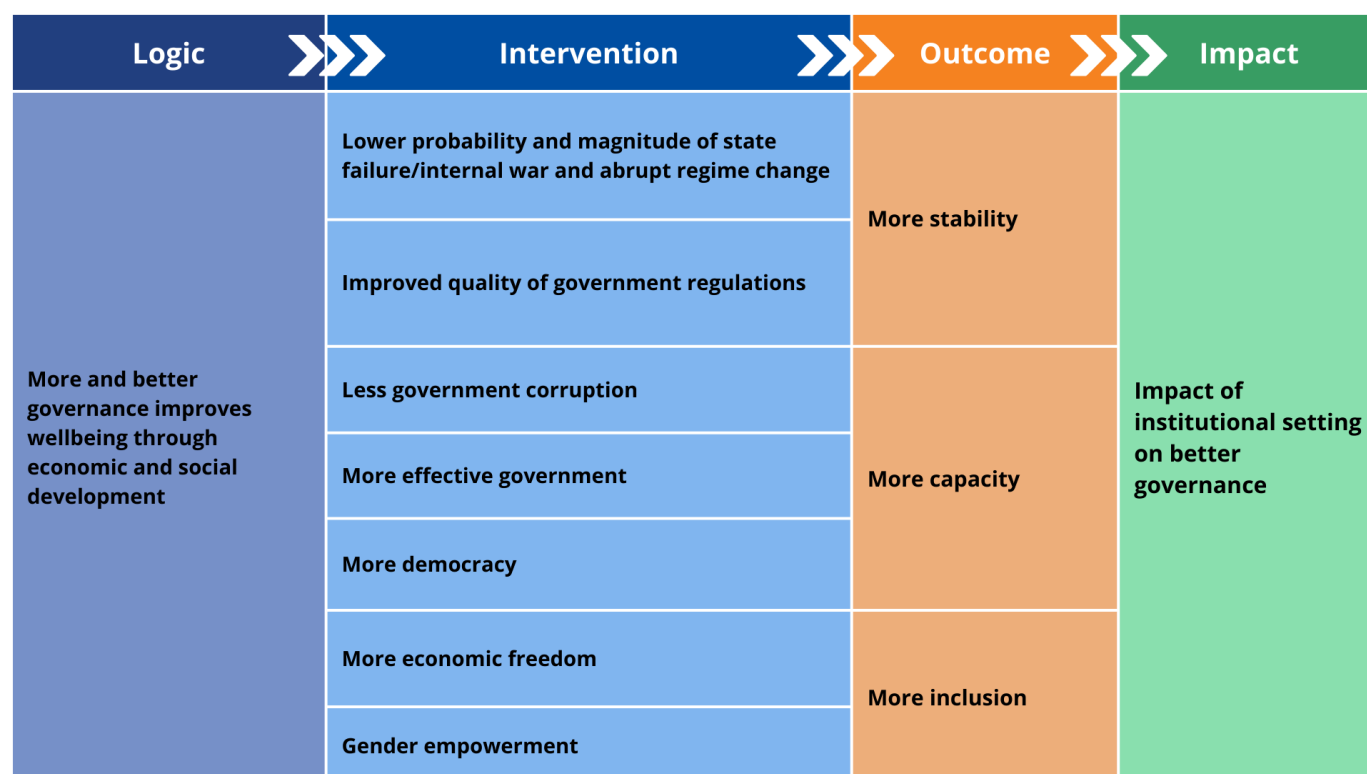 Logic
Intervention
Outcome
Impact
More and better
governance improves
wellbeing through
economic and social
development
Lower probability and magnitude of state
failure/internal war and abrupt regime change
Improved quality of government regulations
Less government corruption
More effective government
More democracy
More economic freedom
Gender empowerment
More stability
More capacity
More inclusion
Impact of
institutional setting
on better
governance